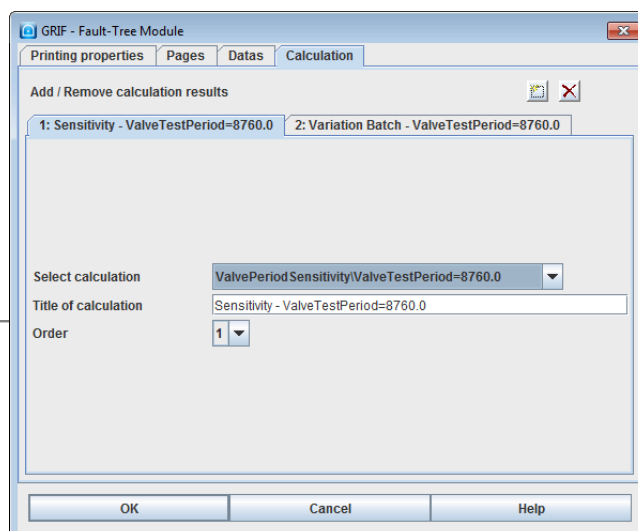 GRIF - Fault-Tree Module
Printing properties Pages Datas Calculation
Add / Remove calculation results
1: Sensitivity - ValveTestPeriod=8760.0 2: Variation Batch - ValveTestPeriod=8760.0
Select calculation ValvePeriodSensitivity\ValveTestPeriod=8760.0
Title of calculation Sensitivity - ValveTestPeriod=8760.0
Order 1
OK Cancel Help